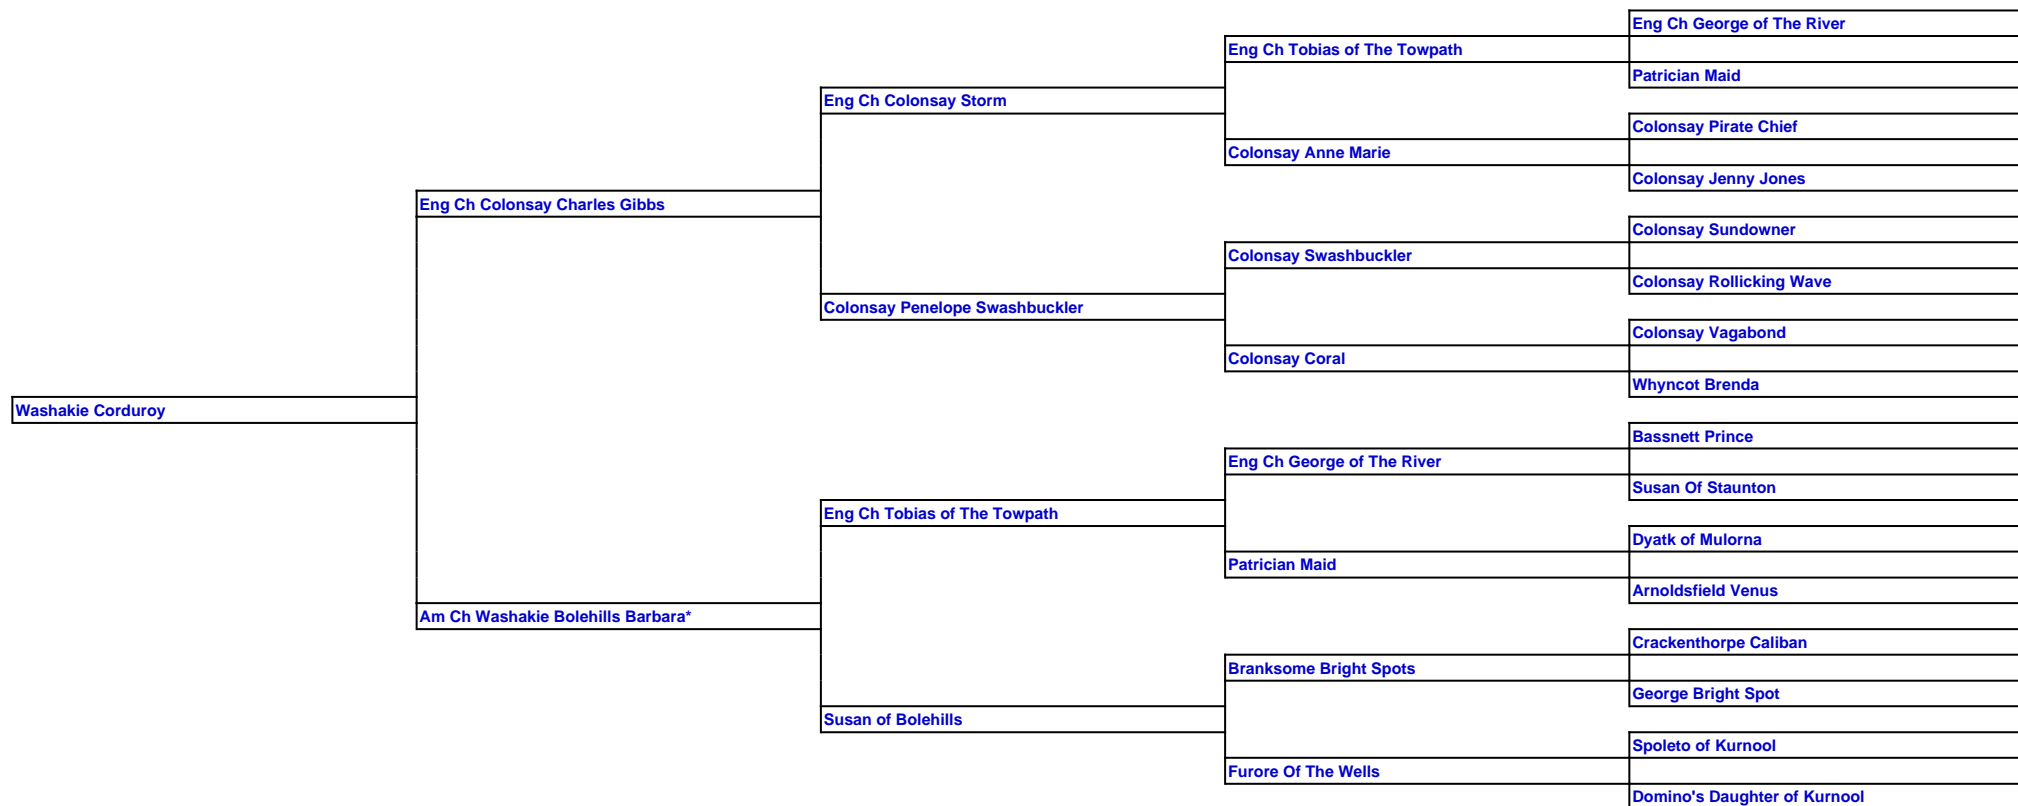 Eng Ch George of The River
Eng Ch Tobias of The Towpath
Patrician Maid
Eng Ch Colonsay Storm
Colonsay Pirate Chief
Colonsay Anne Marie
Colonsay Jenny Jones
Eng Ch Colonsay Charles Gibbs
Colonsay Sundowner
Colonsay Swashbuckler
Colonsay Rollicking Wave
Colonsay Penelope Swashbuckler
Colonsay Vagabond
Colonsay Coral
Whyncot Brenda
Washakie Corduroy
Bassnett Prince
Eng Ch George of The River
Susan Of Staunton
Eng Ch Tobias of The Towpath
Dyatk of Mulorna
Patrician Maid
Arnoldsfield Venus
Am Ch Washakie Bolehills Barbara*
Crackenthorpe Caliban
Branksome Bright Spots
George Bright Spot
Susan of Bolehills
Spoleto of Kurnool
Furore Of The Wells
Domino's Daughter of Kurnool